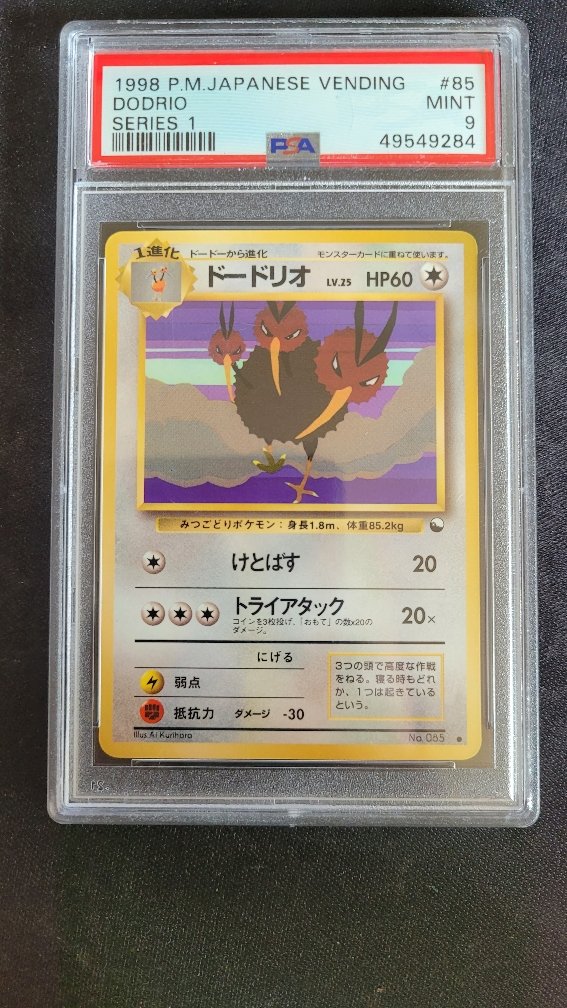 1998 P.M.JAPANESE VENDING #85
DODRIO MINT
SERIES 1 9
PSA 49549284
1進化 ドードーから進化 モンスターカードに重ねて使います。
ドードリオ LV.25 HP60
みつごどりポケモン：身長1.8m、体重85.2kg
けとばす 20
トライアタック 20×
コインを3枚投げ、「おもて」の数×20の
ダメージ。
にげる
弱点
抵抗力 ダメージ -30
3つの頭で高度な作戦
をねる。寝る時もどれ
か、1つは起きている
という。
Illus.Ai Kurihara No.085 ●